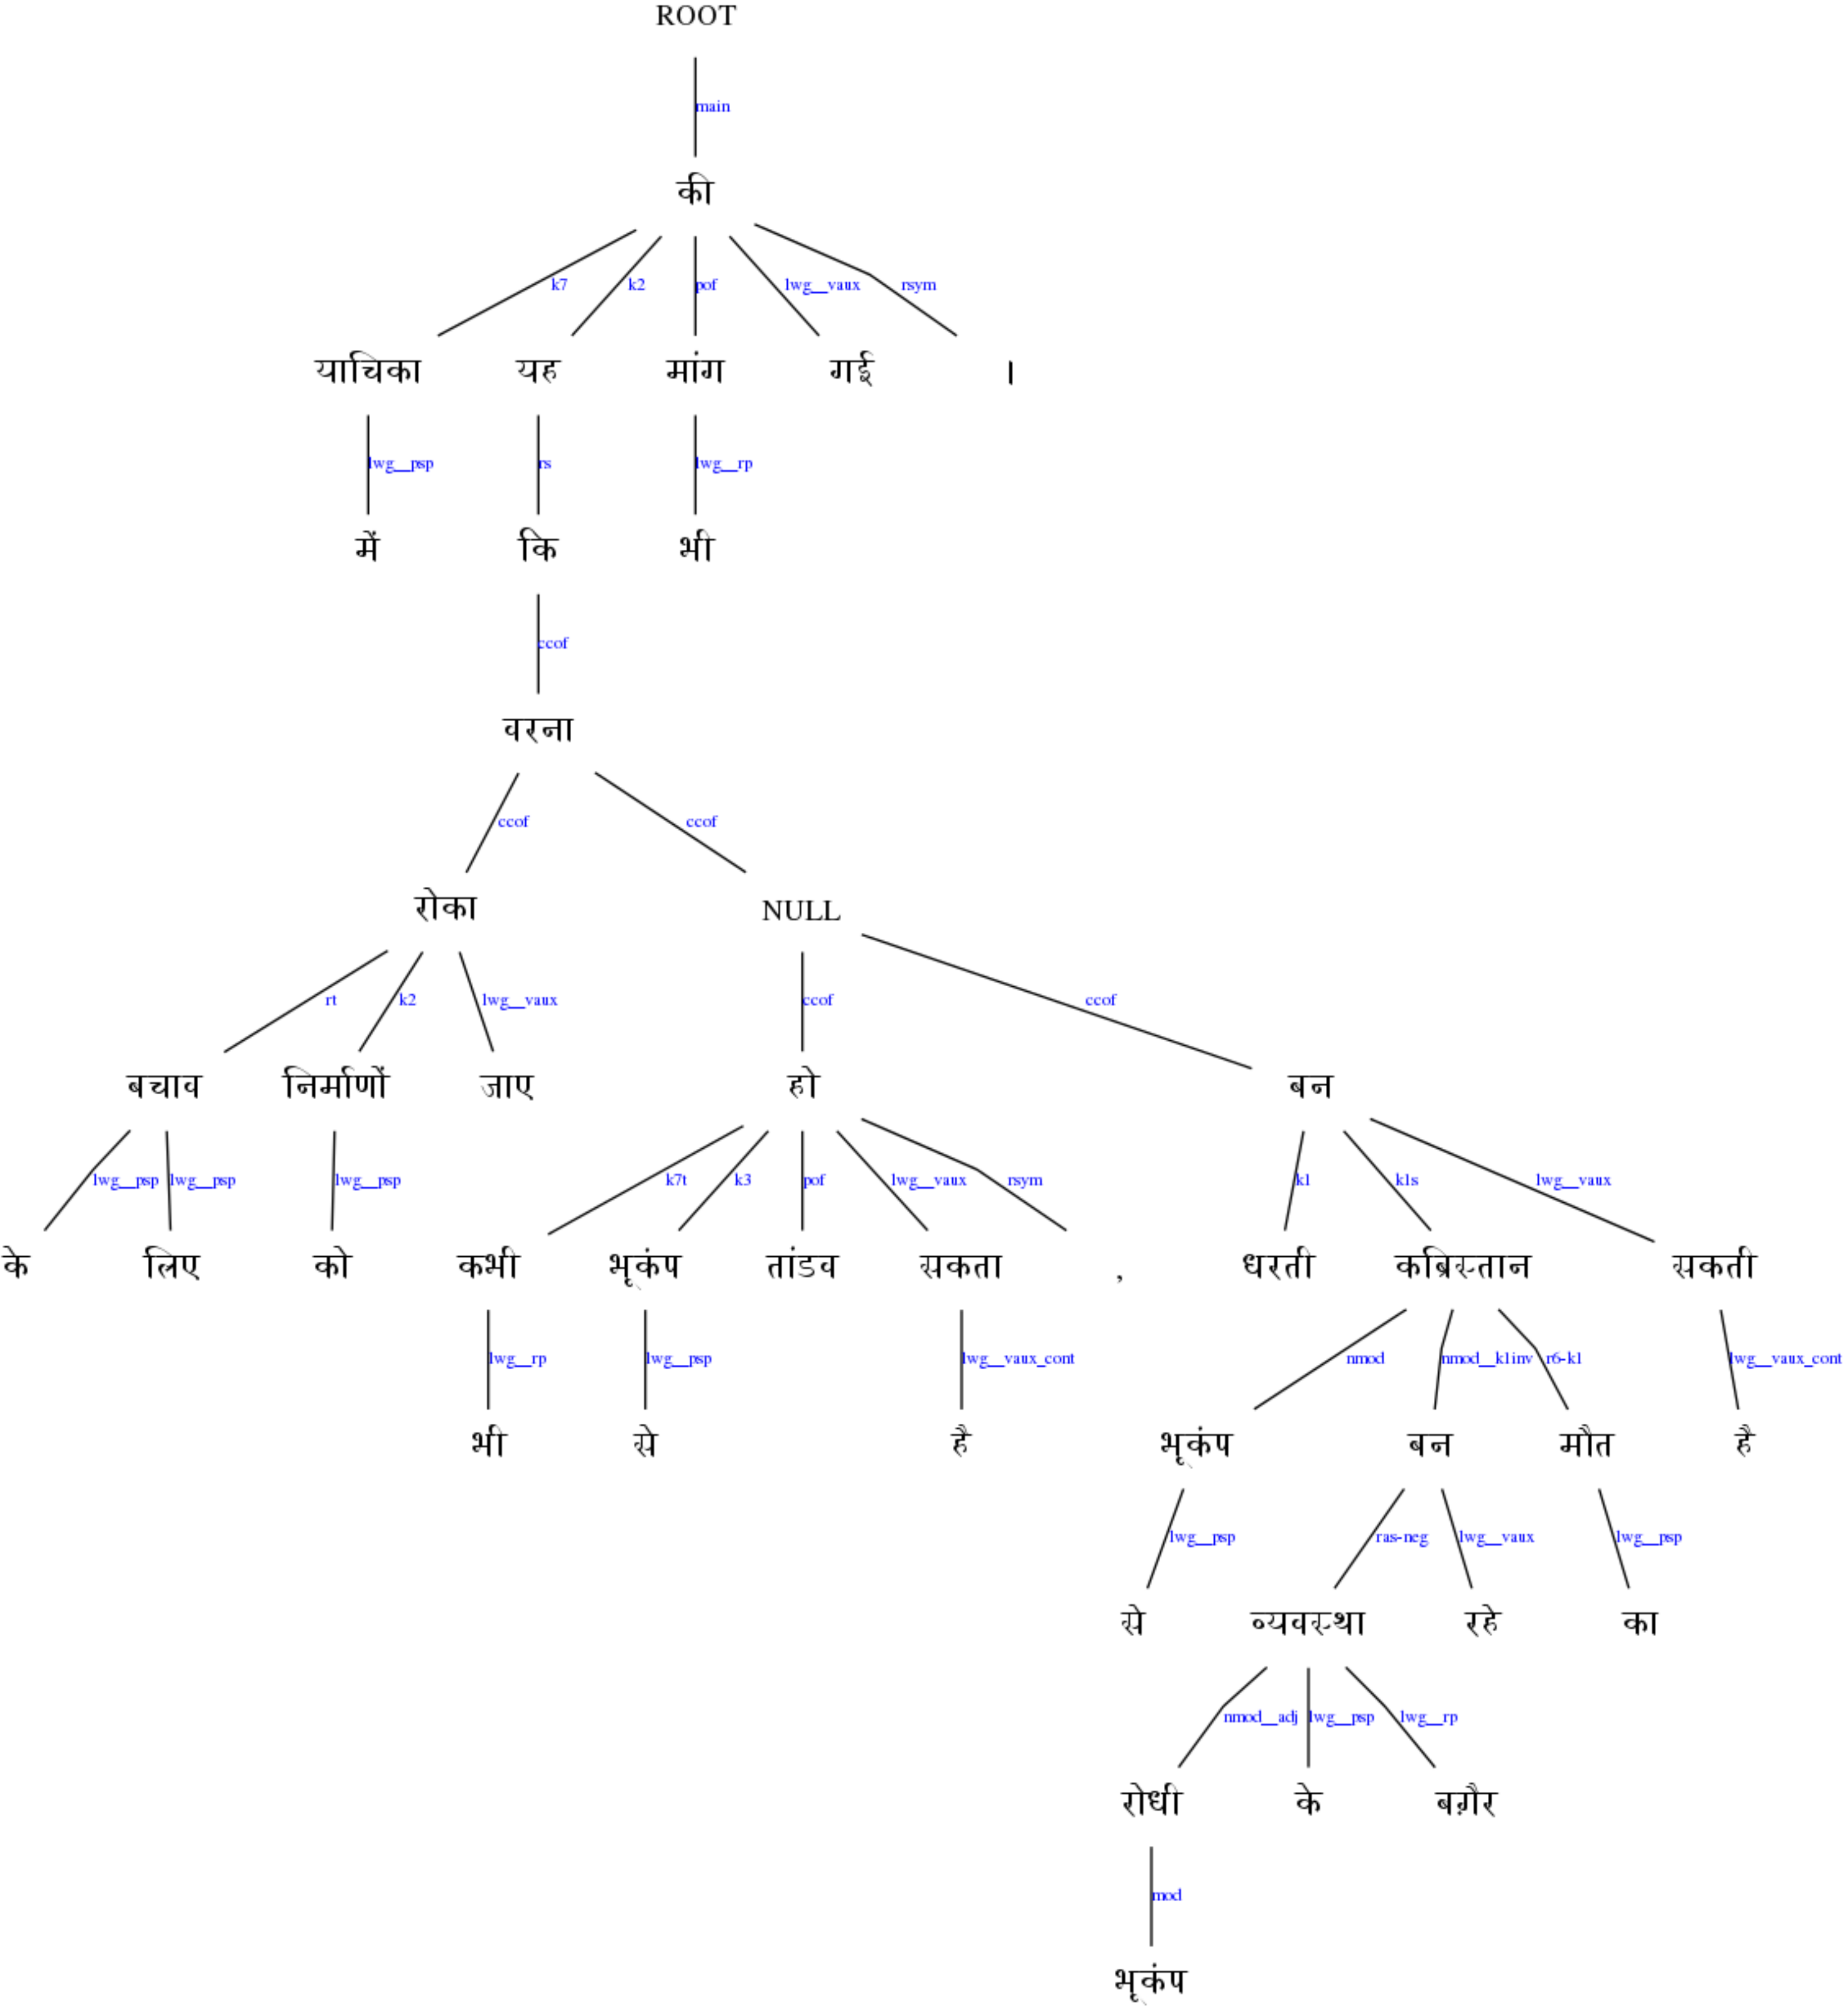 ROOT
main
की
k7 k2 pof lwg__vaux rsym
याचिका यह मांग गई ।
lwg__psp rs lwg__rp
में कि भी
ccof
वरना
ccof ccof
रोका NULL
rt k2 lwg__vaux ccof ccof
बचाव निर्माणों जाए हो बन
lwg__psp lwg__psp lwg__psp k7t k3 pof lwg__vaux rsym k1 k1s lwg__vaux
के लिए को कभी भूकंप तांडव सकता , धरती कब्रिस्तान सकती
lwg__rp lwg__psp lwg__vaux_cont nmod nmod__k1inv r6-k1 lwg__vaux_cont
भी से है भूकंप बन मौत है
lwg__psp ras-neg lwg__vaux lwg__psp
से व्यवस्था रहे का
nmod__adj lwg__psp lwg__rp
रोधी के बग़ैर
mod
भूकंप